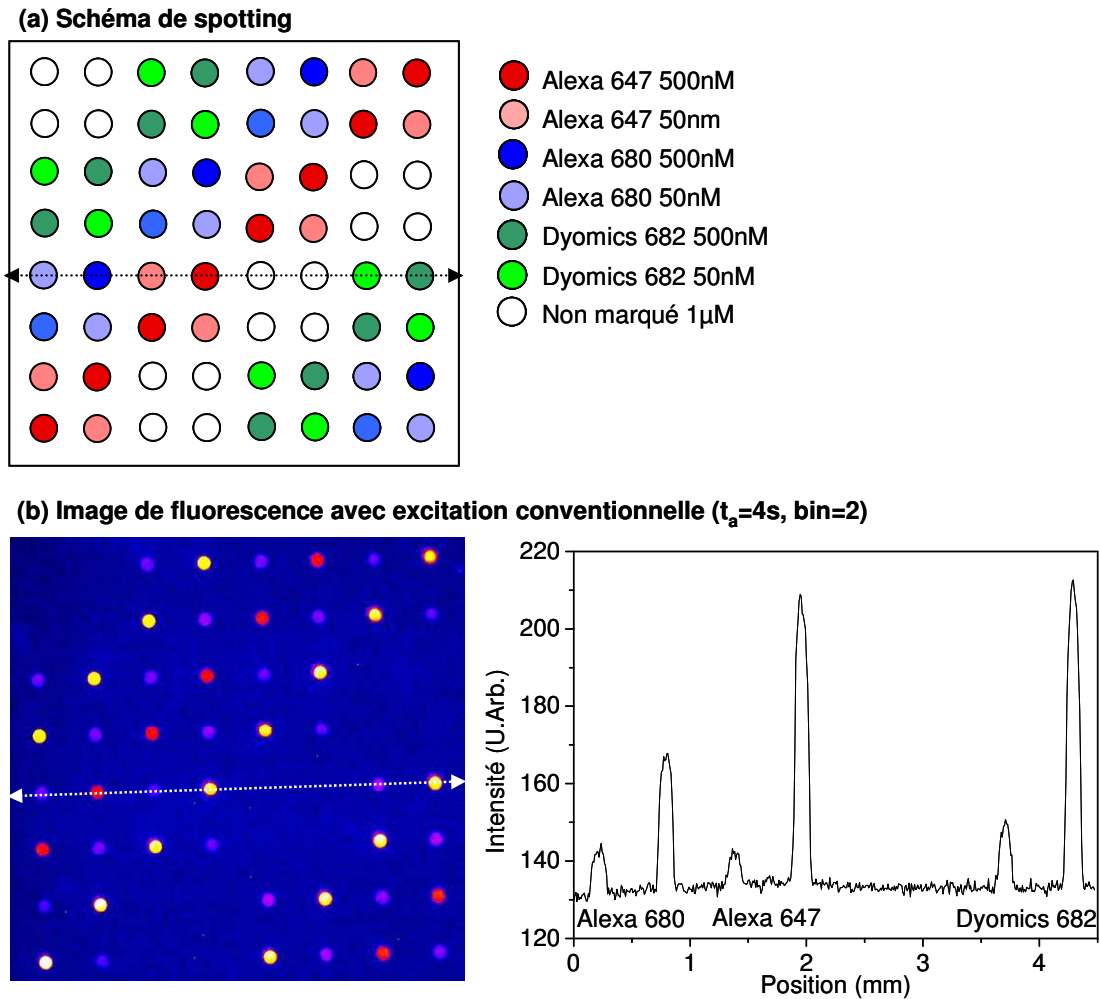 (a) Schéma de spotting
Alexa 647 500nM
Alexa 647 50nm
Alexa 680 500nM
Alexa 680 50nM
Dyomics 682 500nM
Dyomics 682 50nM
Non marqué 1µM
(b) Image de fluorescence avec excitation conventionnelle (ta=4s, bin=2)
220
200
180
160
140
120
Intensité (U.Arb.)
Alexa 680 Alexa 647 Dyomics 682
0 1 2 3 4
Position (mm)